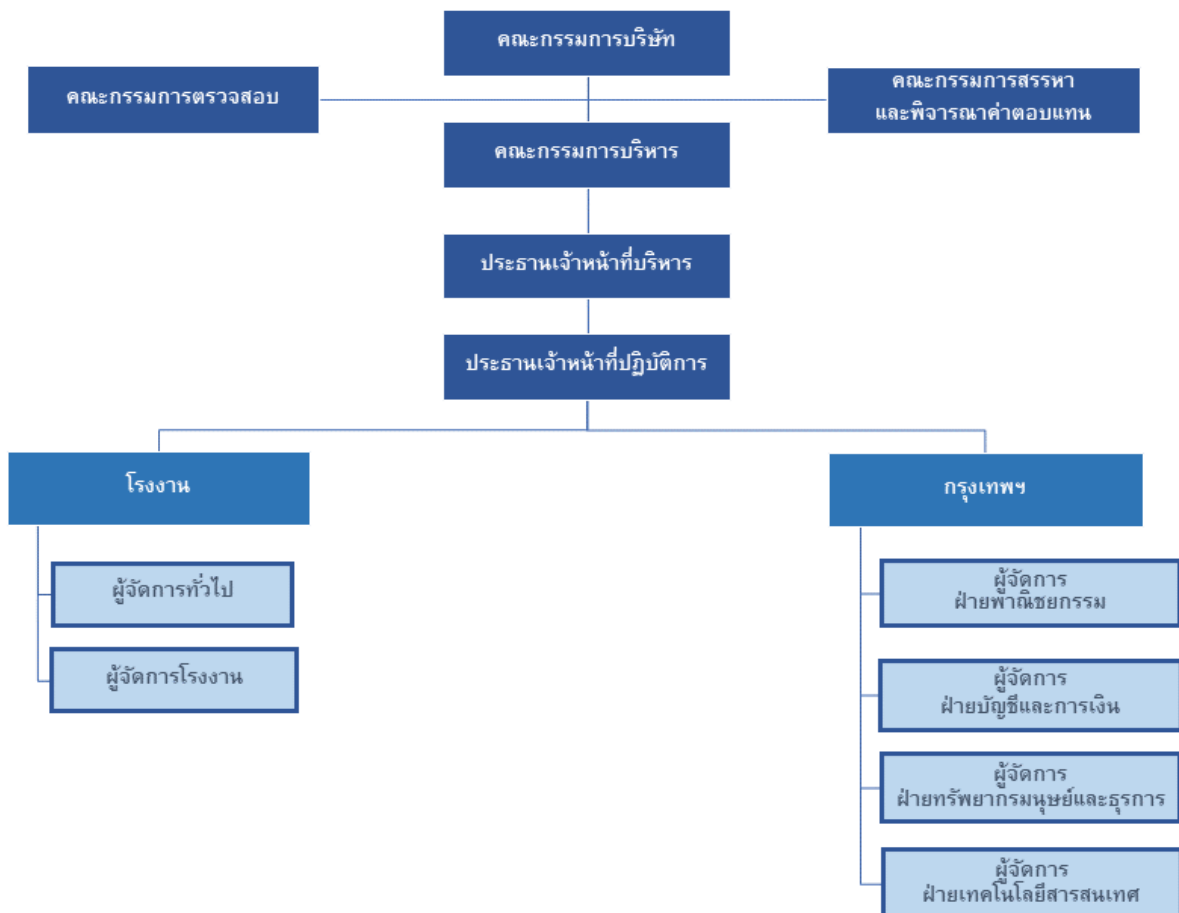 คณะกรรมการบริษัท
คณะกรรมการตรวจสอบ
คณะกรรมการสรรหา
และพิจารณาค่าตอบแทน
คณะกรรมการบริหาร
ประธานเจ้าหน้าที่บริหาร
ประธานเจ้าหน้าที่ปฏิบัติการ
โรงงาน
ผู้จัดการทั่วไป
ผู้จัดการโรงงาน
กรุงเทพฯ
ผู้จัดการ
ฝ่ายพาณิชยกรรม
ผู้จัดการ
ฝ่ายบัญชีและการเงิน
ผู้จัดการ
ฝ่ายทรัพยากรมนุษย์และธุรการ
ผู้จัดการ
ฝ่ายเทคโนโลยีสารสนเทศ